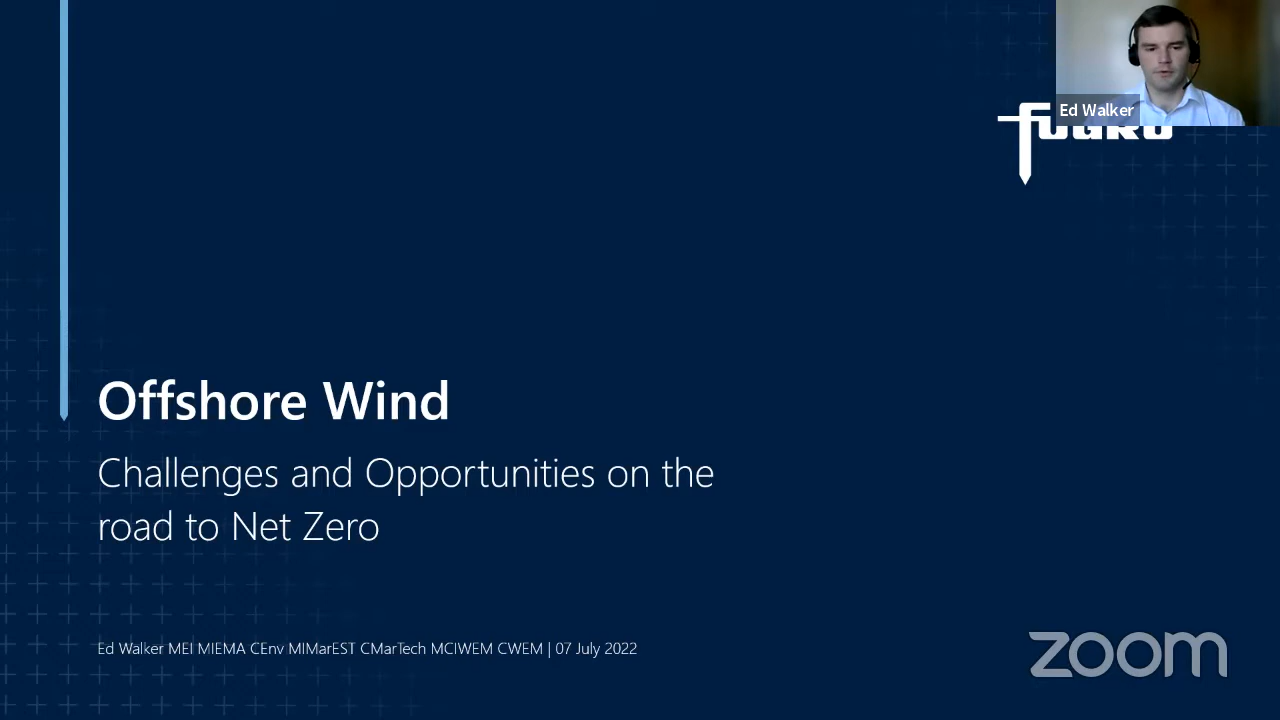 Ed Walker
fugro
Offshore Wind
Challenges and Opportunities on the
road to Net Zero
Ed Walker MEI MIEMA CEnv MIMarEST CMarTech MCIWEM CWEM | 07 July 2022
zoom